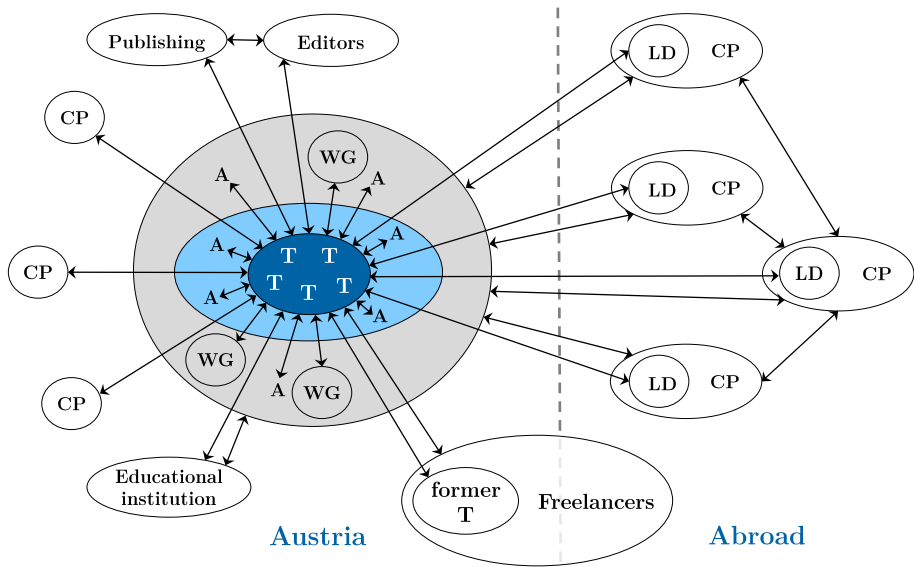 Publishing
Editors
LD
CP
CP
WG
A
A
LD
CP
A
A
T
T
CP
T
T
T
LD
CP
A
A
WG
WG
A
CP
LD
CP
Educational
institution
former
T
Freelancers
Austria
Abroad